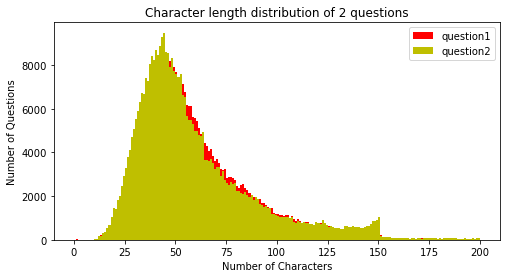 Character length distribution of 2 questions
question1
question2
Number of Questions
8000
6000
4000
2000
0
0 25 50 75 100 125 150 175 200
Number of Characters